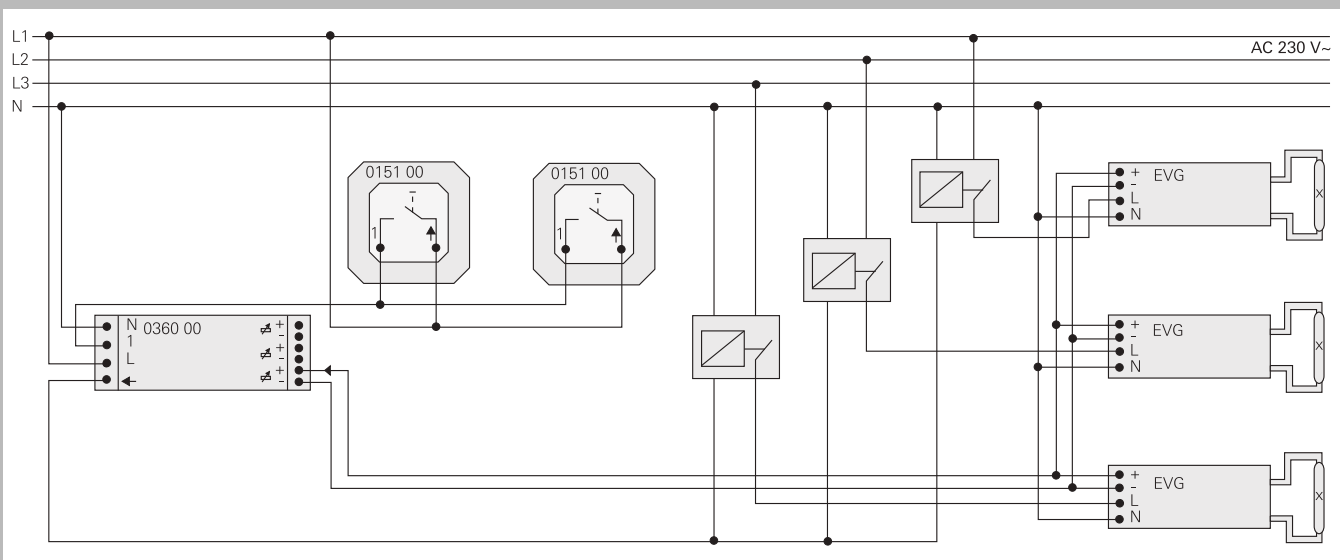 L1
L2
AC 230 V~
L3
N
0151 00
0151 00
1
1
N 0360 00 +
-
1 +
L -
+
-
+ EVG
-
L
N
x
+ EVG
-
L
N
x
+ EVG
-
L
N
x